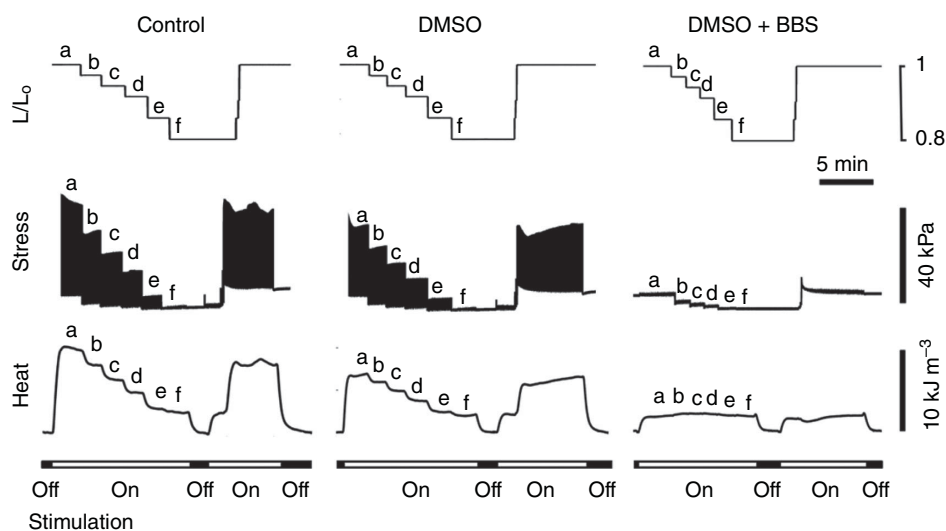 Control DMSO DMSO + BBS
a b c d e f a b c d e f a b c d e f
L/Lo
1
0.8
5 min
a b c d e f a b c d e f a b c d e f
Stress
40 kPa
a b c d e f a b c d e f a b c d e f
Heat
10 kJ m⁻³
Off On Off On Off On Off On Off On Off On Off
Stimulation